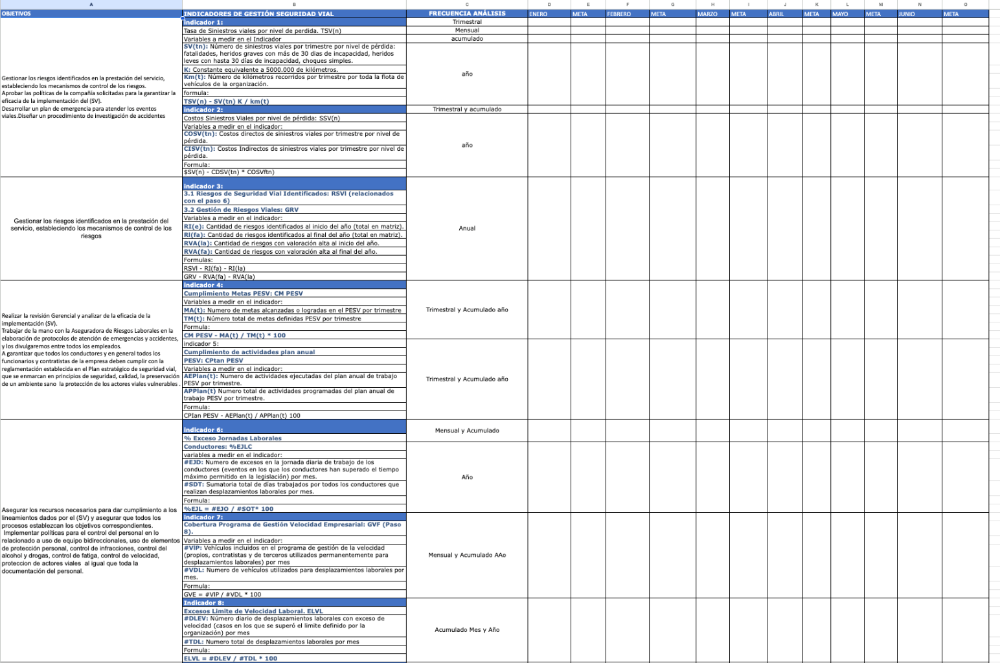 A B C D E F G H I J K L M N O
OBJETIVOS INDICADORES DE GESTIÓN SEGURIDAD VIAL FRECUENCIA ANÁLISIS ENERO META FEBRERO META MARZO META ABRIL META MAYO META JUNIO META
Gestionar los riesgos identificados en la prestación del servicio,
estableciendo los mecanismos de control de los riesgos.
Aprobar las políticas de la compañía solicitadas para la garantizar la
eficacia de la implementación del (SV).
Desarrollar un plan de emergencia para atender los eventos
viales.Diseñar un procedimiento de investigación de accidentes
indicador 1:
Trimestral
Tasa de Siniestros viales por nivel de perdida. TSV(n)
Mensual
Variables a medir en el Indicador
acumulado
SV(tn): Número de siniestros viales por trimestre por nivel de pérdida:
fatalidades, heridos graves con más de 30 dias de incapacidad, heridos
leves con hasta 30 días de incapacidad, choques simples.
K: Constante equivalente a 5000.000 de kilómetros.
Km(t): Número de kilómetros recorridos por trimestre por toda la flota de
vehículos de la organización.
formula:
TSV(n) - SV(tn) K / km(t)
año
indicador 2:
Trimestral y acumulado
Costos Siniestros Viales por nivel de pérdida: SSV(n)
Variables a medir en el indicador:
COSV(tn): Costos directos de siniestros viales por trimestre por nivel de
pérdida.
CISV(tn): Costos Indirectos de siniestros viales por trimestre por nivel de
pérdida.
Formula:
$SV(n) - CDSV(tn) * COSVftn)
año
Gestionar los riesgos identificados en la prestación del
servicio, estableciendo los mecanismos de control de los
riesgos
indicador 3:
3.1 Riesgos de Seguridad Vial Identificados: RSVI (relacionados
con el paso 6)
3.2 Gestión de Riesgos Viales: GRV
Variables a medir en el indicador:
RI(e): Cantidad de riesgos identificados al inicio del año (total en matriz).
RI(fa): Cantidad de riesgos identificados al final del año (total en matriz).
RVA(la): Cantidad de riesgos con valoración alta al inicio del año.
RVA(fa): Cantidad de riesgos con valoración alta al final del año.
Formulas:
RSVI - RI(fa) - RI(la)
GRV - RVA(fa) - RVA(la)
Anual
Realizar la revisión Gerencial y analizar de la eficacia de la
implementación (SV).
Trabajar de la mano con la Aseguradora de Riesgos Laborales en la
elaboración de protocolos de atención de emergencias y accidentes,
y los divulgaremos entre todos los empleados.
A garantizar que todos los conductores y en general todos los
funcionarios y contratistas de la empresa deben cumplir con la
reglamentación establecida en el Plan estratégico de seguridad vial,
que se enmarcan en principios de seguridad, calidad, la preservación
de un ambiente sano la protección de los actores viales vulnerables .
indicador 4:
Cumplimiento Metas PESV: CM PESV
Variables a medir en el indicador:
MA(t): Numero de metas alcanzadas o logradas en el PESV por trimestre
TM(t): Número total de metas definidas PESV por trimestre
Formula:
CM PESV - MA(t) / TM(t) * 100
Trimestral y Acumulado año
indicador 5:
Cumplimiento de actividades plan anual
PESV: CPtan PESV
Variables a medir en el indicador:
AEPlan(t): Numero de actividades ejecutadas del plan anual de trabajo
PESV por trimestre.
APPlan(t) Numero total de actividades programadas del plan anual de
trabajo PESV por trimestre.
Formula:
CPIan PESV - AEPlan(t) / APPlan(t) 100
Trimestral y Acumulado año
Asegurar los recursos necesarios para dar cumplimiento a los
lineamientos dados por el (SV) y asegurar que todos los
procesos establezcan los objetivos correspondientes.
Implementar políticas para el control del personal en lo
relacionado a uso de equipo bidireccionales, uso de elementos
de protección personal, control de infracciones, control del
alcohol y drogas, control de fatiga, control de velocidad,
proteccion de actores viales al igual que toda la
documentación del personal.
indicador 6:
% Exceso Jornadas Laborales
Mensual y Acumulado
Conductores: %EJLC
variables a medir en el indicador:
#EJD: Numero de excesos en la jornada diaria de trabajo de los
conductores (eventos en los que los conductores han superado el tiempo
máximo permitido en la legislación) por mes.
#SDT: Sumatoria total de días trabajados por todos los conductores que
realizan desplazamientos laborales por mes.
Formula:
%EJL = #EJO / #SOT* 100
Año
indicador 7:
Cobertura Programa de Gestión Velocidad Empresarial: GVF (Paso
8).
Variables a medir en el indicador:
#VIP: Vehículos incluidos en el programa de gestión de la velocidad
(propios, contratistas y de terceros utilizados permanentemente para
desplazamientos laborales) por mes
#VDL: Numero de vehículos utilizados para desplazamientos laborales por
mes.
Formula:
GVE = #VIP / #VDL * 100
Mensual y Acumulado AAo
Indicador 8:
Excesos Limite de Velocidad Laboral. ELVL
#DLEV: Número diario de desplazamientos laborales con exceso de
velocidad (casos en los que se superó el limite definido por la
organización) por mes
#TDL: Numero total de desplazamientos laborales por mes
Formula:
ELVL = #DLEV / #TDL * 100
Acumulado Mes y Año